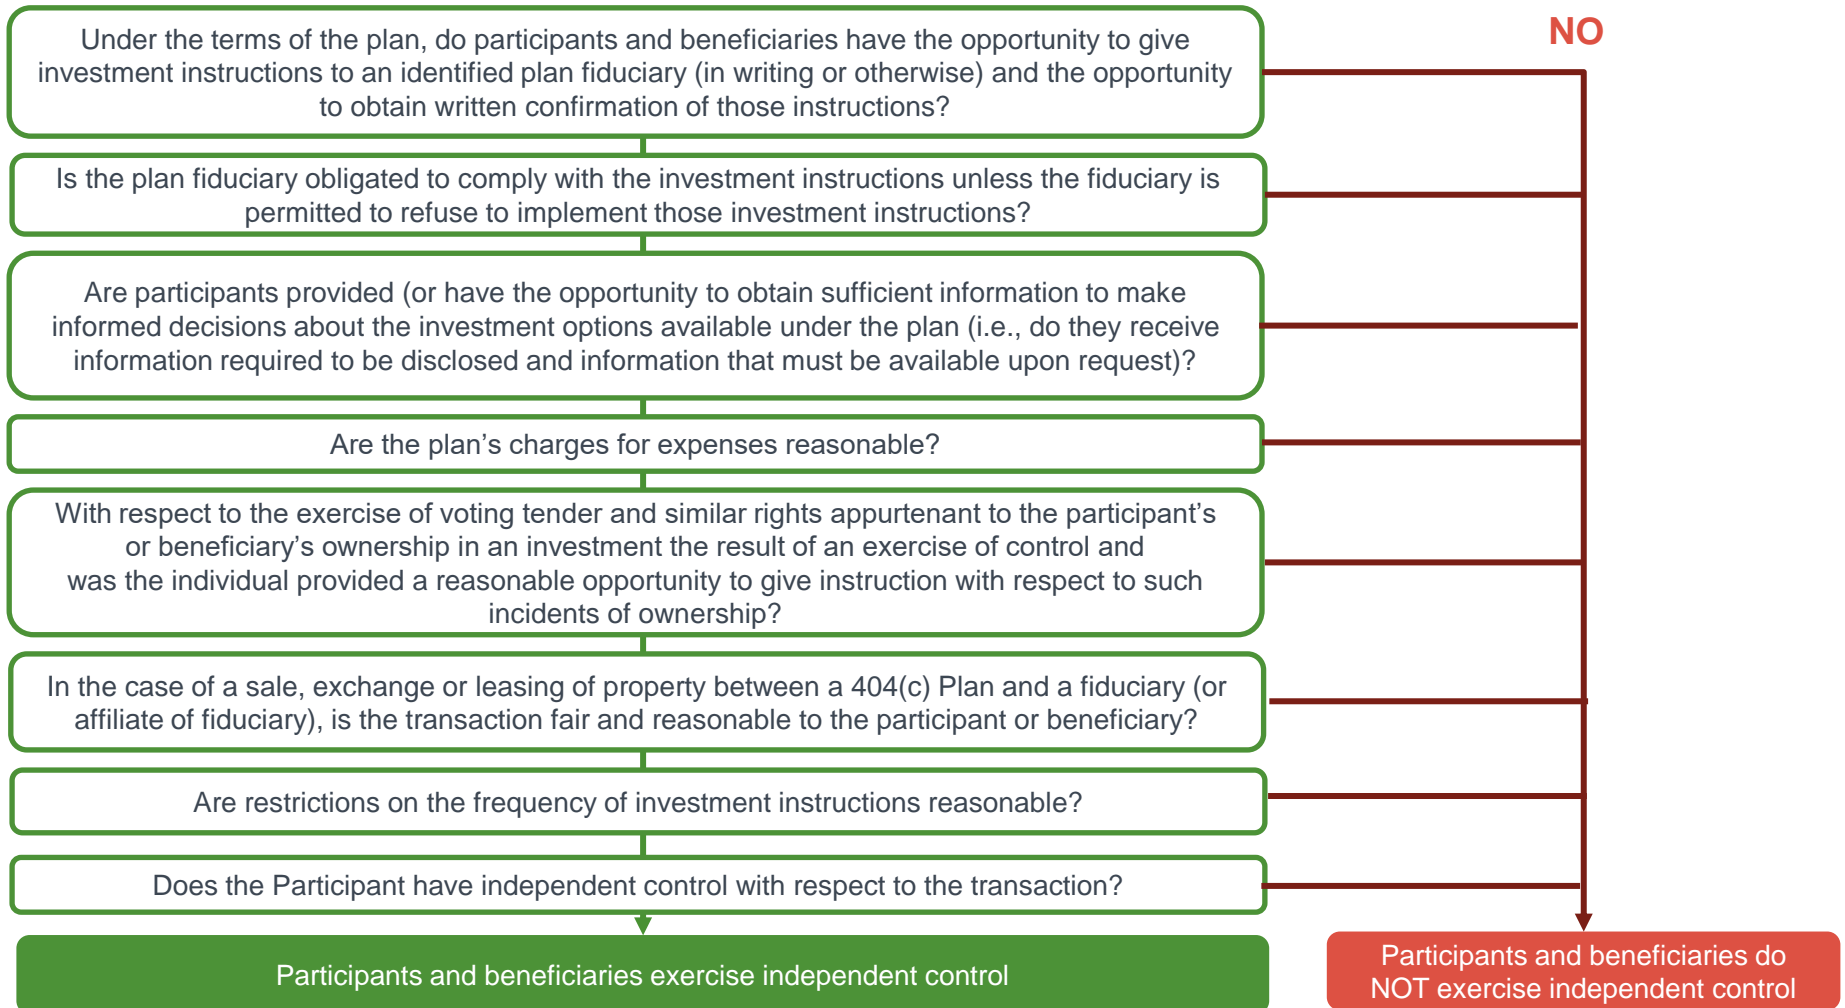 Under the terms of the plan, do participants and beneficiaries have the opportunity to give
investment instructions to an identified plan fiduciary (in writing or otherwise) and the opportunity
to obtain written confirmation of those instructions?
NO
Is the plan fiduciary obligated to comply with the investment instructions unless the fiduciary is
permitted to refuse to implement those investment instructions?
Are participants provided (or have the opportunity to obtain sufficient information to make
informed decisions about the investment options available under the plan (i.e., do they receive
information required to be disclosed and information that must be available upon request)?
Are the plan’s charges for expenses reasonable?
With respect to the exercise of voting tender and similar rights appurtenant to the participant’s
or beneficiary’s ownership in an investment the result of an exercise of control and
was the individual provided a reasonable opportunity to give instruction with respect to such
incidents of ownership?
In the case of a sale, exchange or leasing of property between a 404(c) Plan and a fiduciary (or
affiliate of fiduciary), is the transaction fair and reasonable to the participant or beneficiary?
Are restrictions on the frequency of investment instructions reasonable?
Does the Participant have independent control with respect to the transaction?
Participants and beneficiaries exercise independent control
Participants and beneficiaries do
NOT exercise independent control